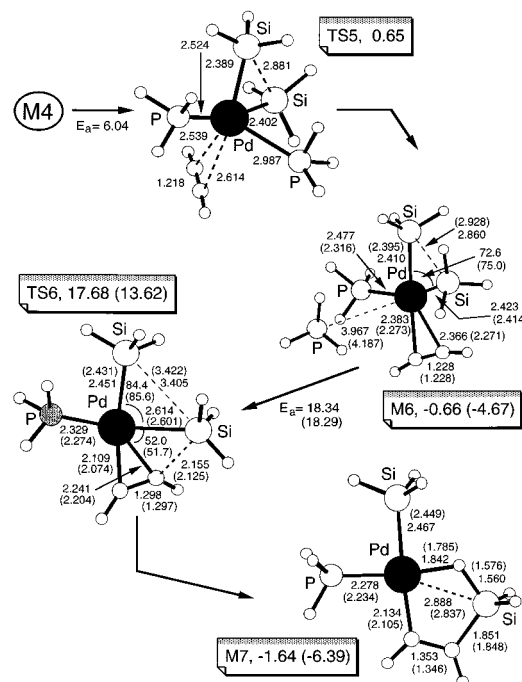 Si
TS5, 0.65
2.524
2.389
2.881
M4
Ea= 6.04
P
Si
2.402
2.539
Pd
2.987
1.218
2.614
P
Si
(2.928)
2.860
2.477
(2.316)
(2.395)
2.410
72.6
(75.0)
Pd
P
Si
2.423
(2.414
2.383
(2.273)
2.366 (2.271)
3.967
(4.187)
P
1.228
(1.228)
M6, -0.66 (-4.67)
TS6, 17.68 (13.62)
Si
(2.431)
2.451
(3.422)
3.405
84.4
(85.6)
Pd
2.614
(2.601)
Ea= 18.34
(18.29)
P
Si
2.329
(2.274)
52.0
(51.7)
2.109
(2.074)
2.155
(2.125)
2.241
(2.204)
1.298
(1.297)
Si
(2.449)
2.467
Pd
(1.785)
1.842
(1.576)
1.560
P
2.278
(2.234)
Si
2.888
(2.837)
2.134
(2.105)
1.851
(1.848)
1.353
(1.346)
M7, -1.64 (-6.39)